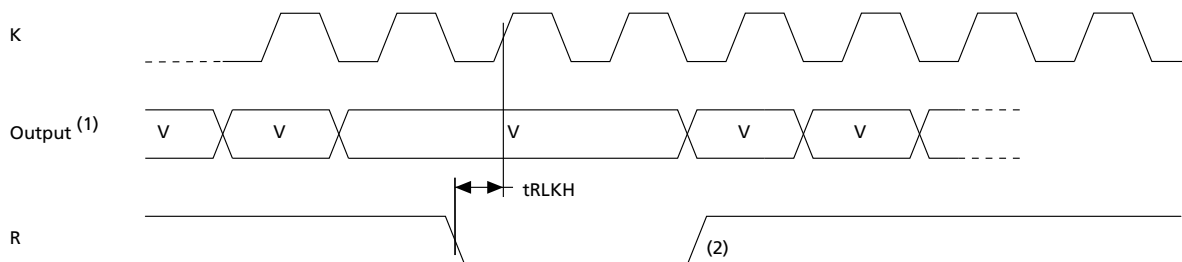 K
Output (1)
V V V V V
tRLKH
R
(2)